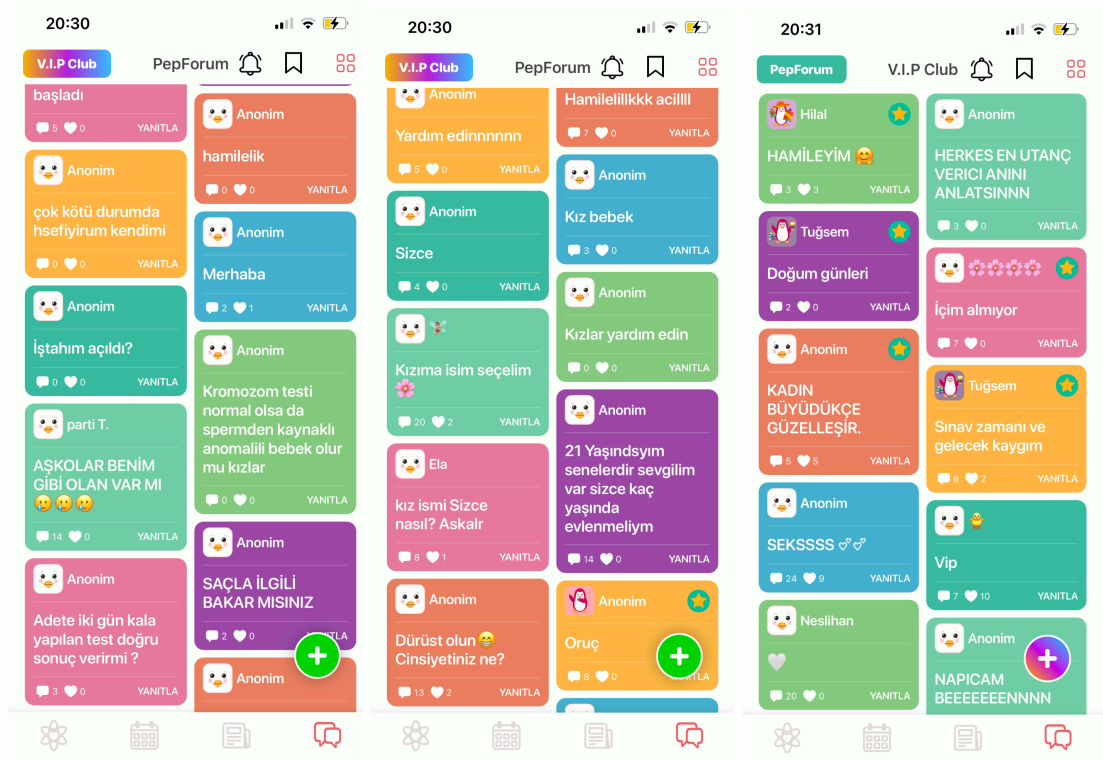 20:30
V.I.P Club
PepForum
başladı
5
0
YANITLA
Anonim
çok kötü durumda
hsefiyirum kendimi
0
0
YANITLA
Anonim
İştahım açıldı?
0
0
YANITLA
parti T.
AŞKOLAR BENİM
GİBİ OLAN VAR MI
🥲🥲🥲
14
0
YANITLA
Anonim
Adete iki gün kala
yapılan test doğru
sonuç verirmi ?
3
0
YANITLA
Anonim
hamilelik
0
0
YANITLA
Anonim
Merhaba
2
1
YANITLA
Anonim
Kromozom testi
normal olsa da
spermden kaynaklı
anomalili bebek olur
mu kızlar
0
0
YANITLA
Anonim
SAÇLA İLGİLİ
BAKAR MISINIZ
2
0
Anonim
20:30
V.I.P Club
PepForum
Anonim
Yardım edinnnnnn
5
0
YANITLA
Anonim
Sizce
4
0
YANITLA
🧚
Kızıma isim seçelim
🌸
20
2
YANITLA
Ela
kız ismi Sizce
nasıl? Askalr
8
1
YANITLA
Anonim
Dürüst olun😁
Cinsiyetiniz ne?
13
2
YANITLA
Hamilelillkkk acillll
7
0
YANITLA
Anonim
Kız bebek
3
0
YANITLA
Anonim
Kızlar yardım edin
0
0
YANITLA
Anonim
21 Yaşındsyım
senelerdir sevgilim
var sizce kaç
yaşında
evlenmeliym
14
0
YANITLA
Anonim
Oruç
8
0
20:31
PepForum
V.I.P Club
Hilal
HAMİLEYİM 🤗
3
3
YANITLA
Tuğsem
Doğum günleri
2
0
YANITLA
Anonim
KADIN
BÜYÜDÜKÇE
GÜZELLEŞİR.
5
5
YANITLA
Anonim
SEKSSSS 💕💕
24
9
YANITLA
Neslihan
🤍
20
0
YANITLA
Anonim
HERKES EN UTANÇ
VERICI ANINI
ANLATSINNN
3
0
YANITLA
🌸🌸🌸🌸
İçim almıyor
7
0
YANITLA
Tuğsem
Sınav zamanı ve
gelecek kaygım
6
2
YANITLA
🐥
Vip
7
10
YANITLA
Anonim
NAPICAM
BEEEEEEENNNN